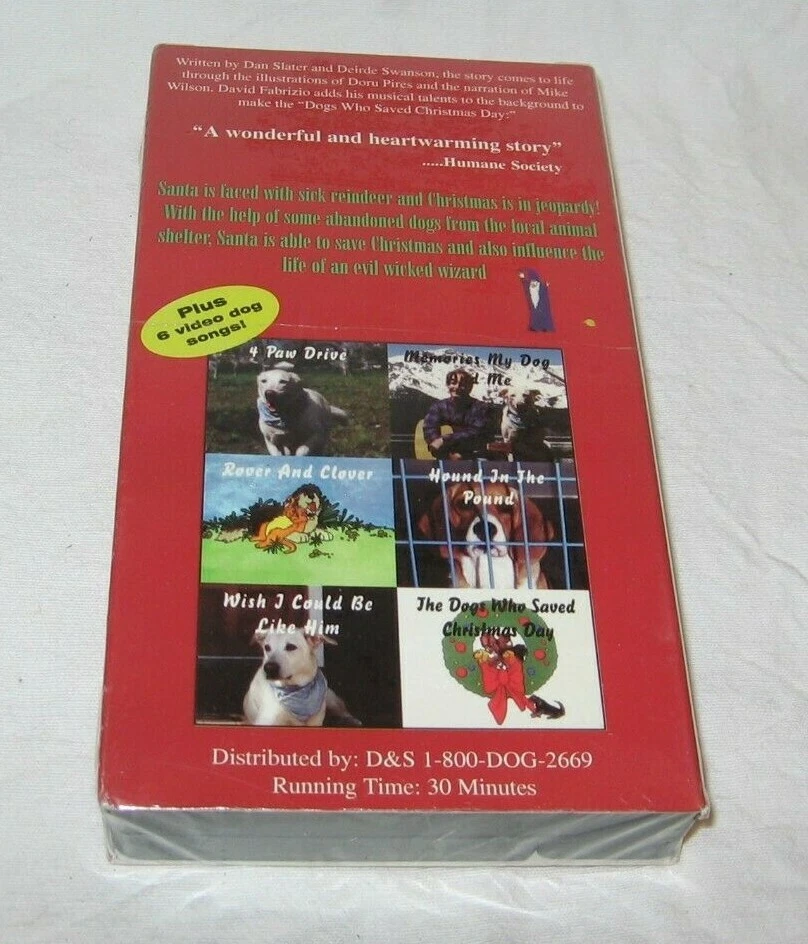 Written by Dan Slater and Deirde Swanson, the story comes to life
through the illustrations of Doru Pires and the narration of Mike
Wilson. David Fabrizio adds his musical talents to the background to
make the "Dogs Who Saved Christmas Day:"
"A wonderful and heartwarming story"
.....Humane Society
Santa is faced with sick reindeer and Christmas is in jeopardy!
With the help of some abandoned dogs from the local animal
shelter, Santa is able to save Christmas and also influence the
life of an evil wicked wizard
Plus
6 video dog
songs!
4 Paw Drive
Memories My Dog
And Me
Rover And Clover
Hound In The
Pound
Wish I Could Be
Like Him
The Dogs Who Saved
Christmas Day
Distributed by: D&S 1-800-DOG-2669
Running Time: 30 Minutes